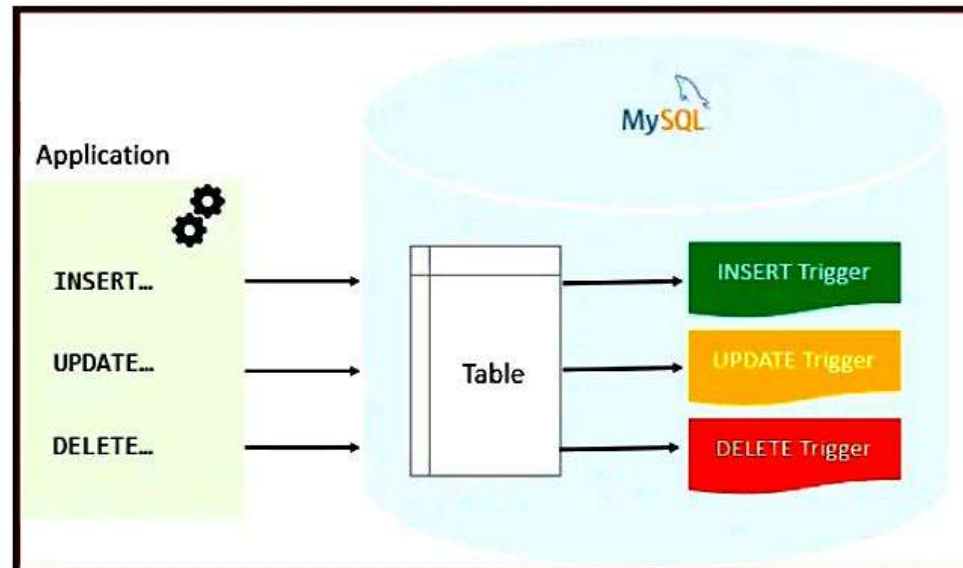 MySQL
Application
INSERT…
UPDATE…
DELETE…
Table
INSERT Trigger
UPDATE Trigger
DELETE Trigger